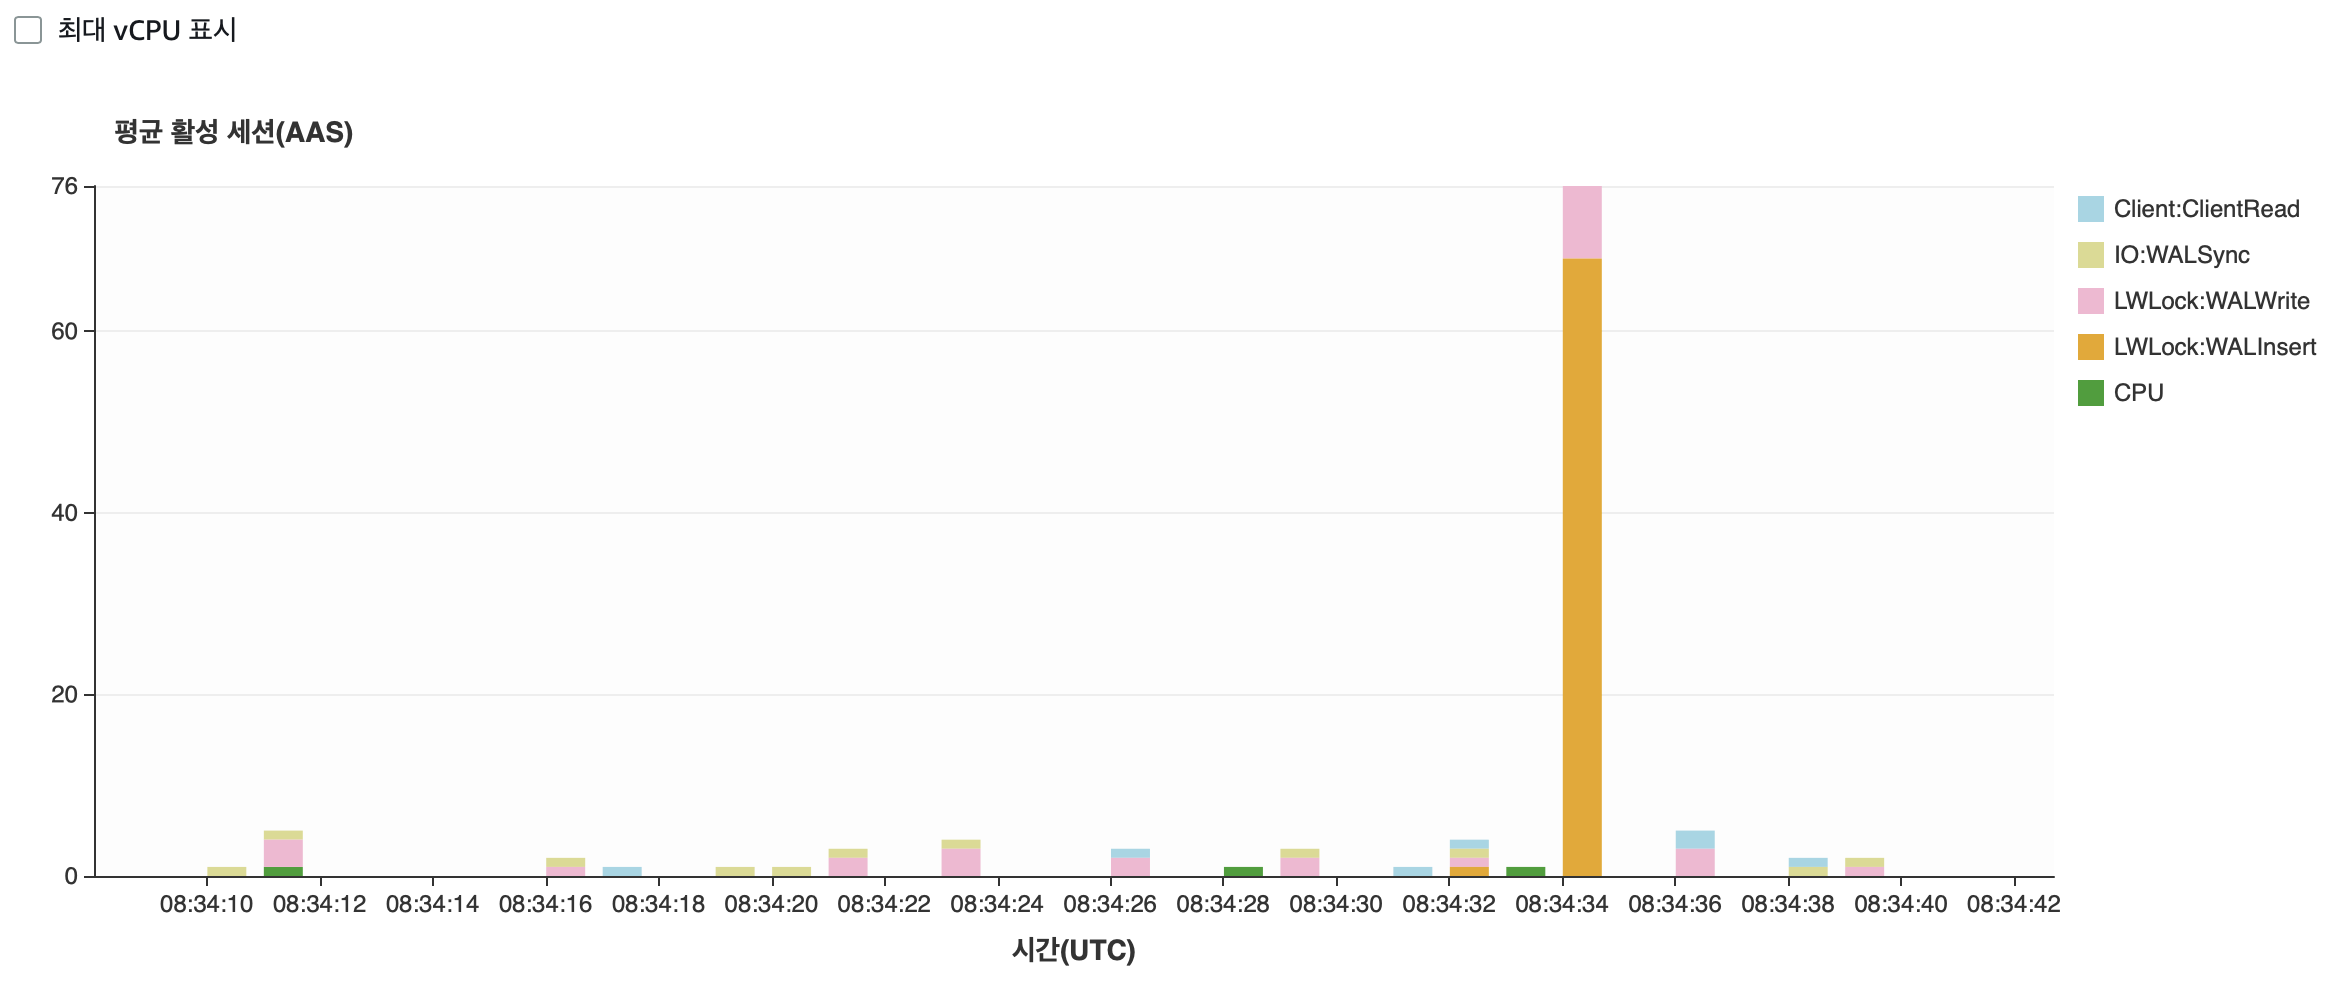 최대 vCPU 표시
평균 활성 세션(AAS)
76
60
40
20
0
08:34:10 08:34:12 08:34:14 08:34:16 08:34:18 08:34:20 08:34:22 08:34:24 08:34:26 08:34:28 08:34:30 08:34:32 08:34:34 08:34:36 08:34:38 08:34:40 08:34:42
시간(UTC)
Client:ClientRead
IO:WALSync
LWLock:WALWrite
LWLock:WALInsert
CPU